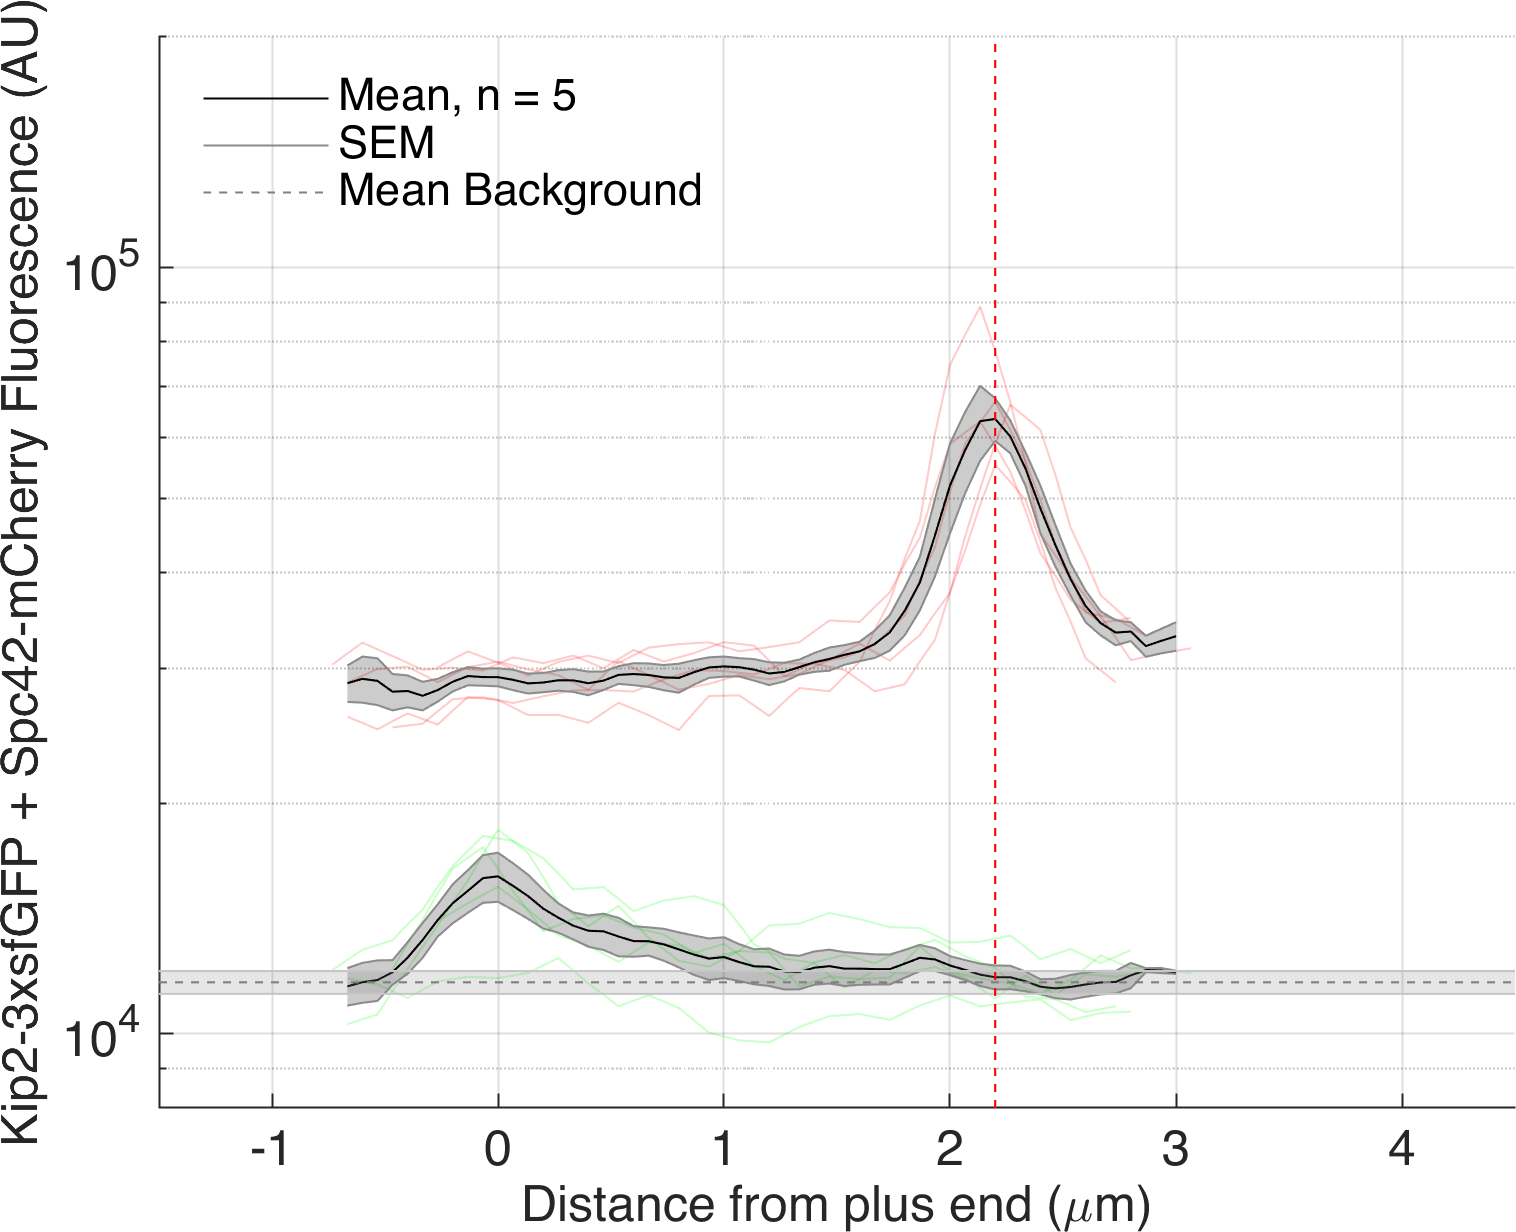 Kip2-3xsfGFP + Spc42-mCherry Fluorescence (AU)
Mean, n = 5
SEM
Mean Background
10^5
10^4
-1 0 1 2 3 4
Distance from plus end (μm)